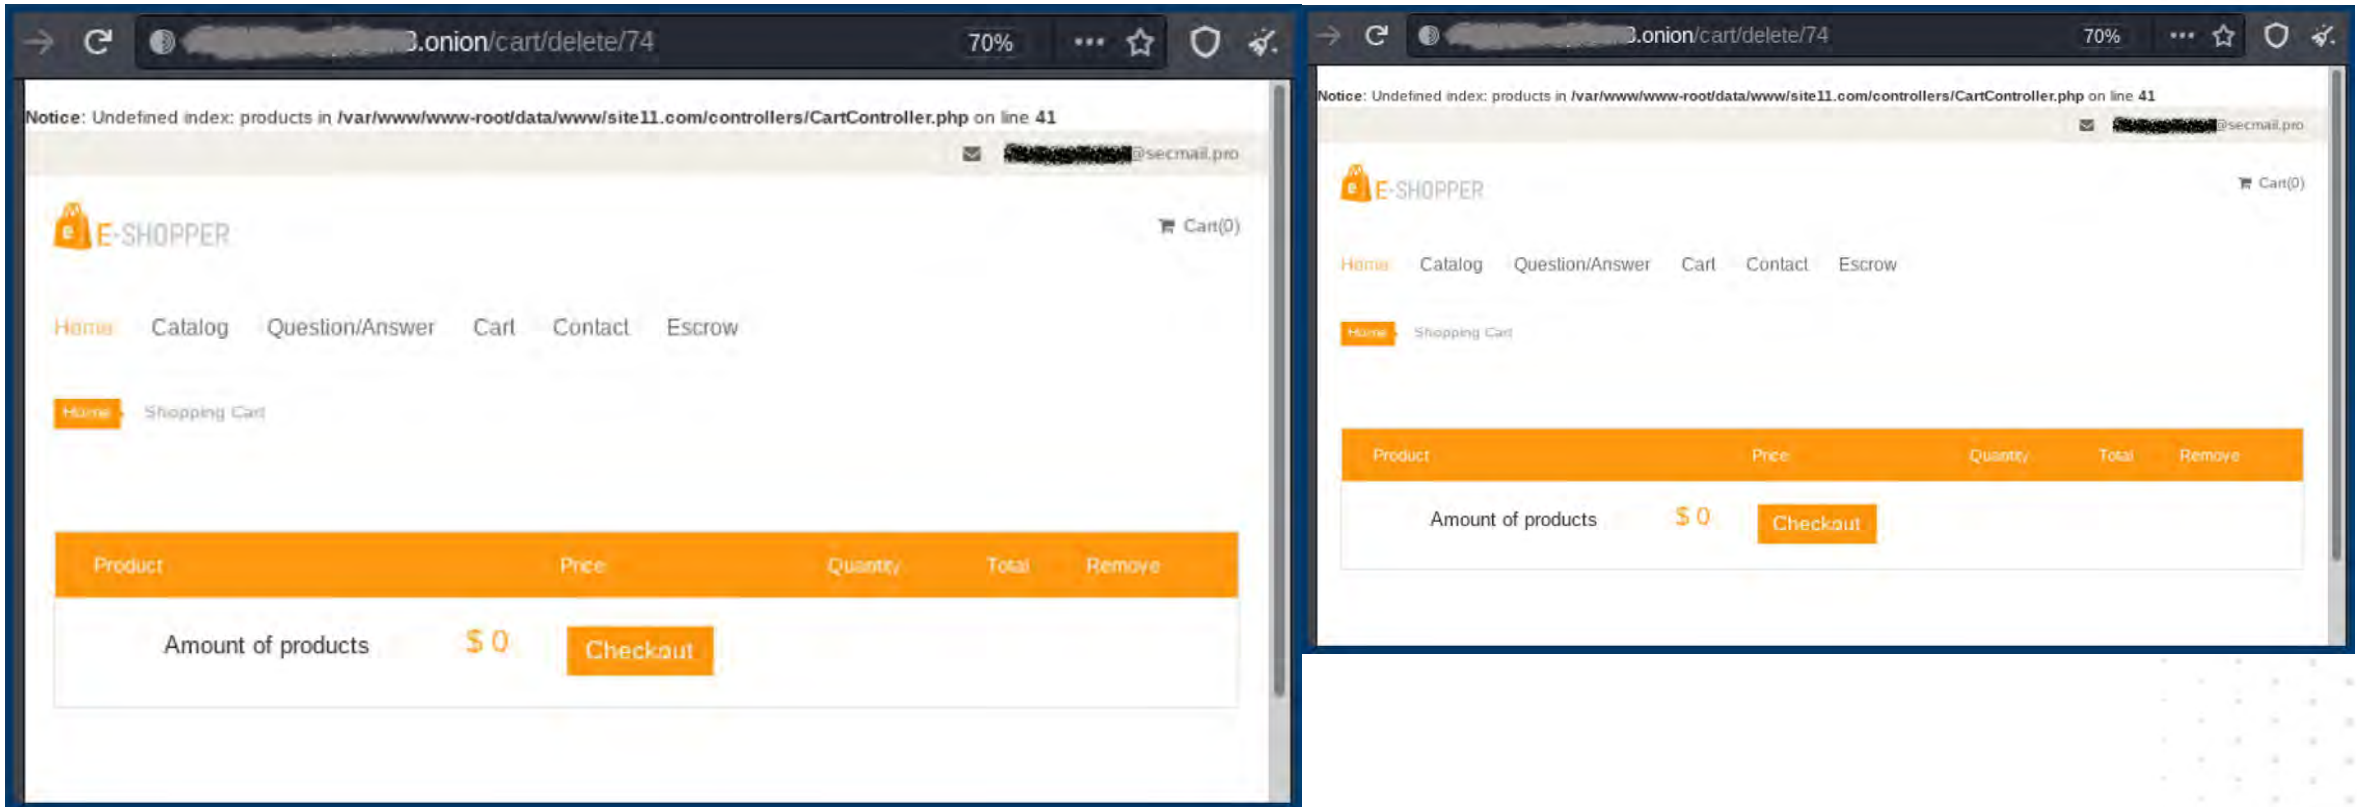 3.onion/cart/delete/74 70%
Notice: Undefined index: products in /var/www/www-root/data/www/site11.com/controllers/CartController.php on line 41
@secmail.pro
E-SHOPPER
Cart(0)
Home Catalog Question/Answer Cart Contact Escrow
Home Shopping Cart
Product Price Quantity Total Remove
Amount of products $ 0 Checkout
3.onion/cart/delete/74 70%
Notice: Undefined index: products in /var/www/www-root/data/www/site11.com/controllers/CartController.php on line 41
@secmail.pro
E-SHOPPER
Cart(0)
Home Catalog Question/Answer Cart Contact Escrow
Home Shopping Cart
Product Price Quantity Total Remove
Amount of products $ 0 Checkout